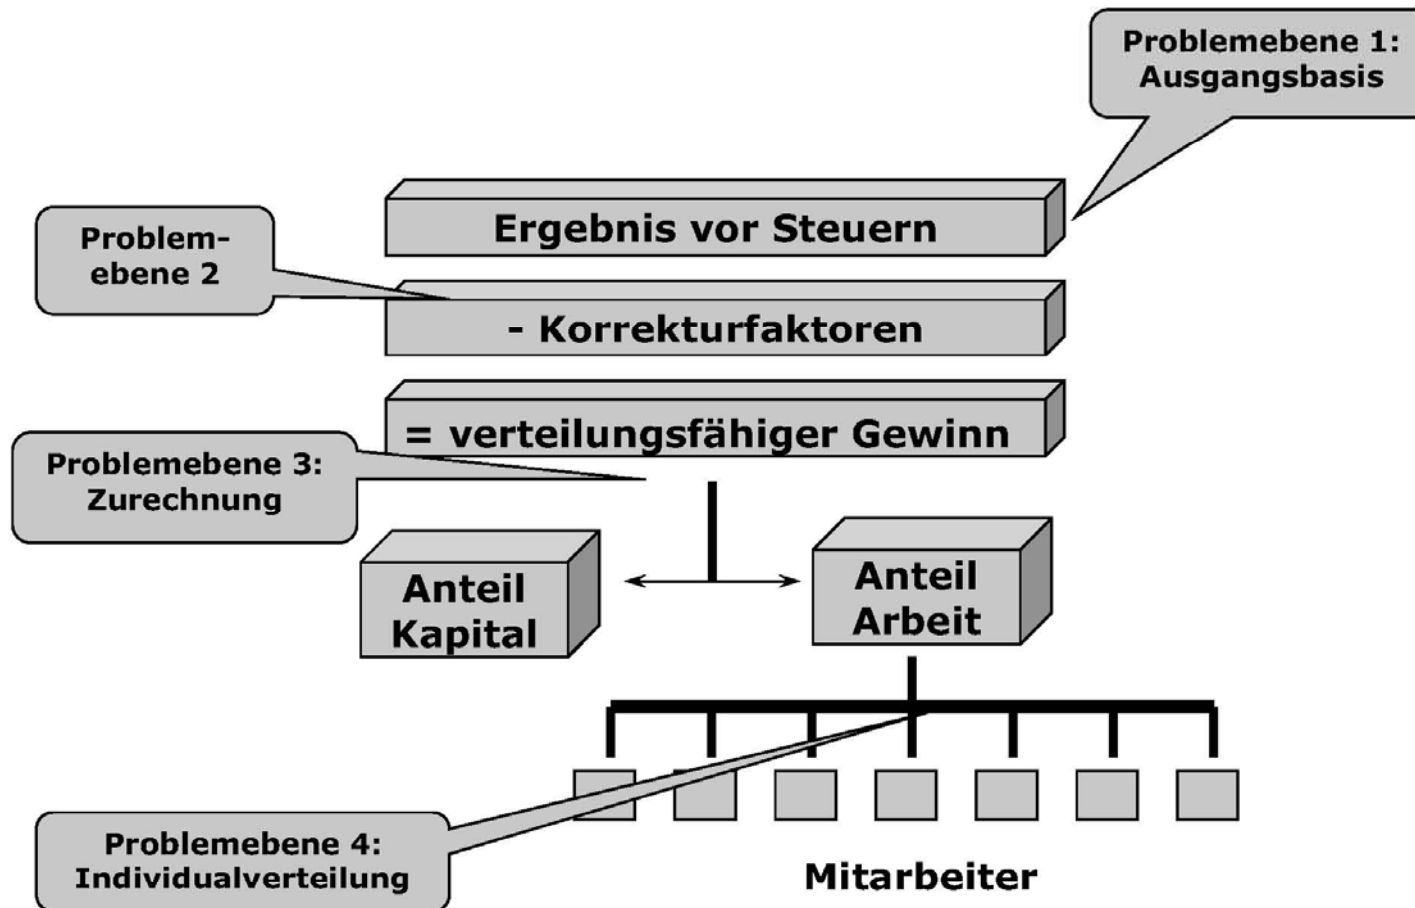 Problemebene 1:
Ausgangsbasis
Ergebnis vor Steuern
Problem-
ebene 2
- Korrekturfaktoren
= verteilungsfähiger Gewinn
Problemebene 3:
Zurechnung
Anteil
Kapital
Anteil
Arbeit
Problemebene 4:
Individualverteilung
Mitarbeiter